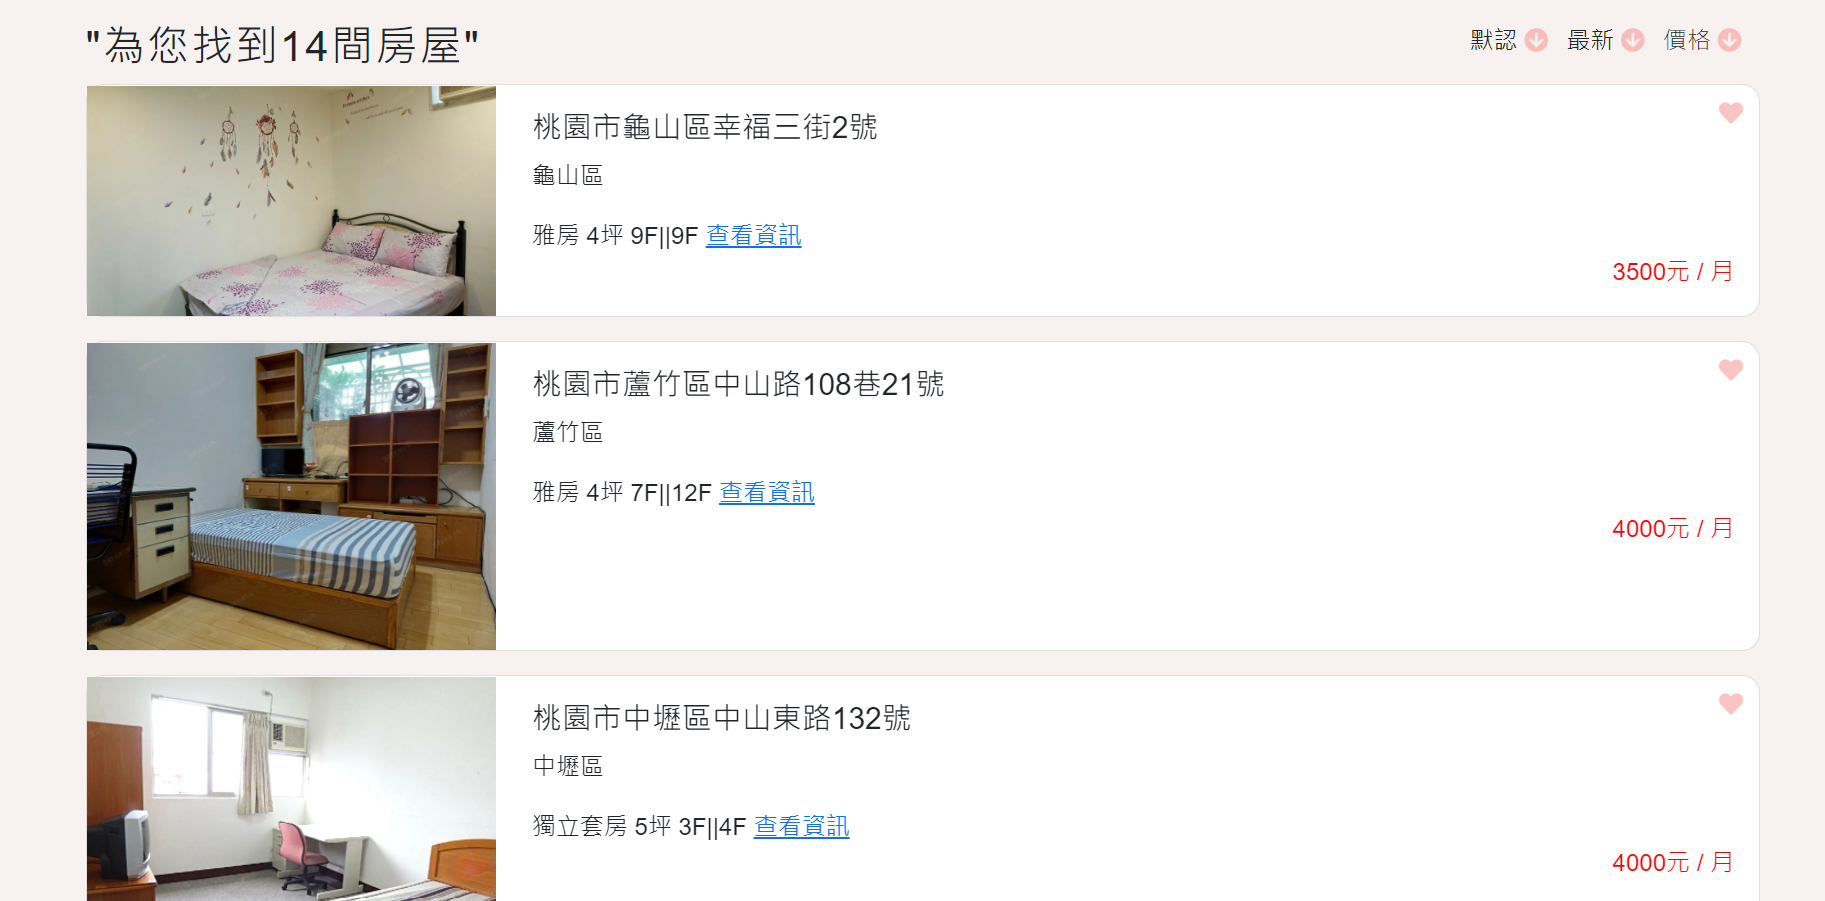 "為您找到14間房屋"
默認 最新 價格
桃園市龜山區幸福三街2號
龜山區
雅房 4坪 9F||9F 查看資訊
3500元 / 月
桃園市蘆竹區中山路108巷21號
蘆竹區
雅房 4坪 7F||12F 查看資訊
4000元 / 月
桃園市中壢區中山東路132號
中壢區
獨立套房 5坪 3F||4F 查看資訊
4000元 / 月